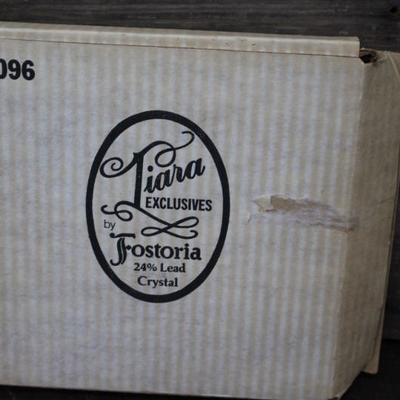 096
Tiara
EXCLUSIVES
by
Fostoria
24% Lead
Crystal